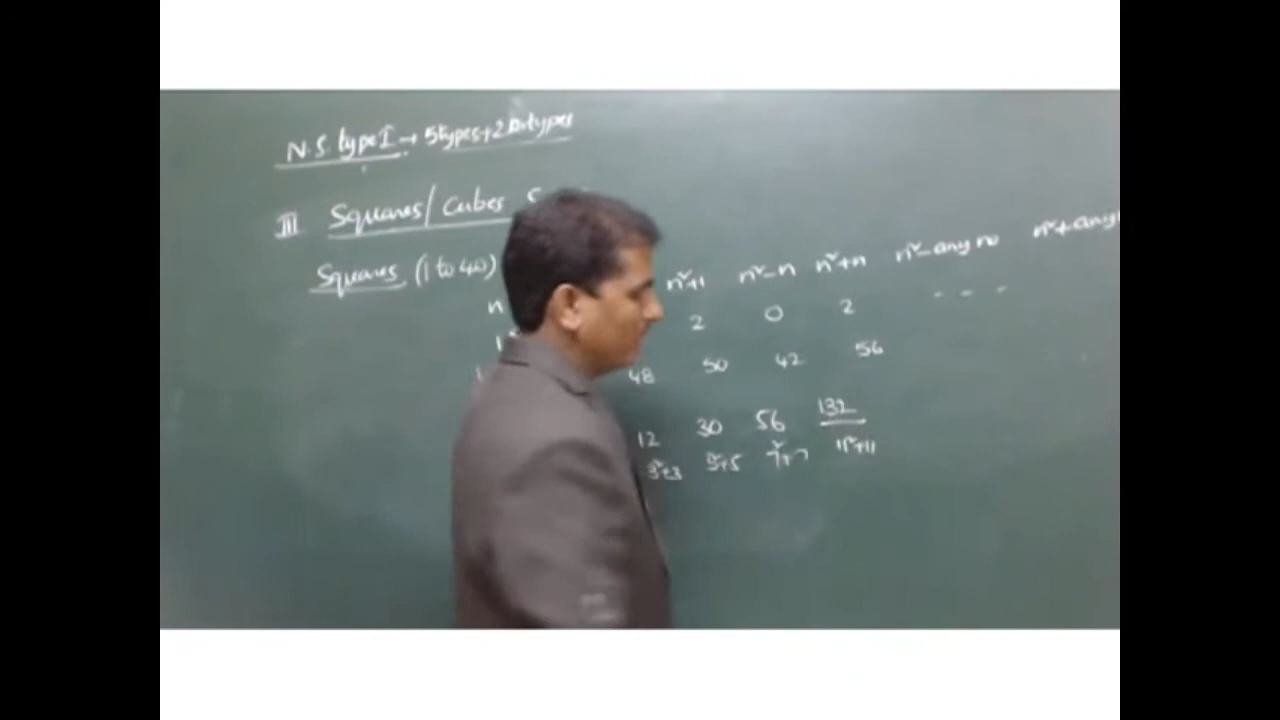 N.S. type I → 5 types + 2
III Squares/Cubes S
Squares (1 to 40)
n n²+1 n²-n n²+n n²- any no n²+ any
2 0 2 - - -
48 50 42 56
12 30 56 132
3²+3 5²+5 7²+7 11²+11